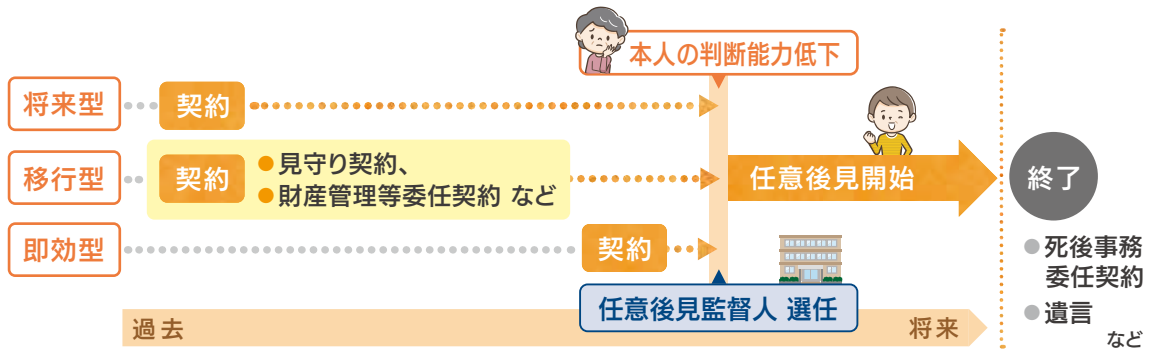 本人の判断能力低下
将来型
契約
移行型
契約
●見守り契約、
●財産管理等委任契約 など
任意後見開始
終了
即効型
契約
任意後見監督人 選任
●死後事務
委任契約
●遺言
など
過去
将来